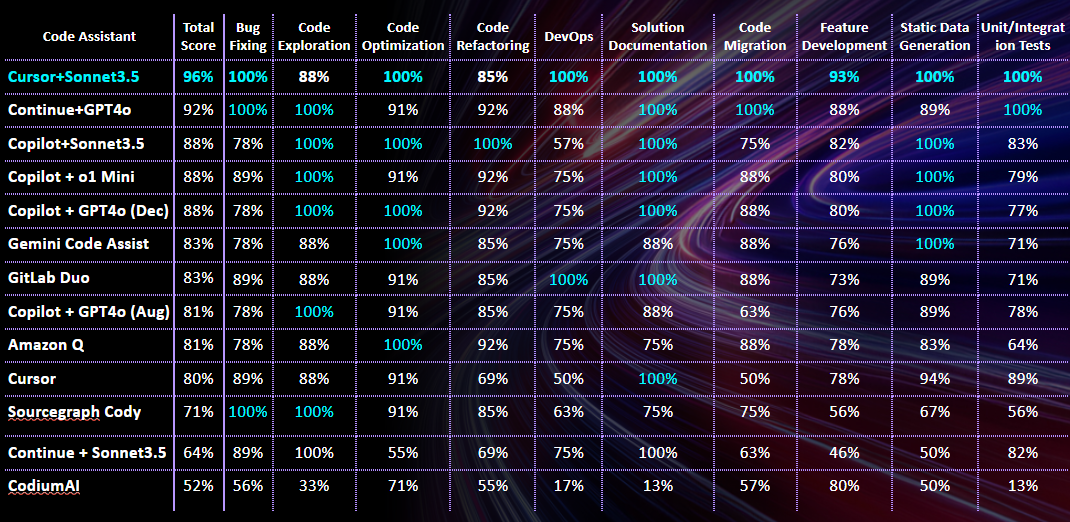 Code Assistant Total Score Bug Fixing Code Exploration Code Optimization Code Refactoring DevOps Solution Documentation Code Migration Feature Development Static Data Generation Unit/Integrat ion Tests
Cursor+Sonnet3.5 96% 100% 88% 100% 85% 100% 100% 100% 93% 100% 100%
Continue+GPT4o 92% 100% 100% 91% 92% 88% 100% 100% 88% 89% 100%
Copilot+Sonnet3.5 88% 78% 100% 100% 100% 57% 100% 75% 82% 100% 83%
Copilot + o1 Mini 88% 89% 100% 91% 92% 75% 100% 88% 80% 100% 79%
Copilot + GPT4o (Dec) 88% 78% 100% 100% 92% 75% 100% 88% 80% 100% 77%
Gemini Code Assist 83% 78% 88% 100% 85% 75% 88% 88% 76% 100% 71%
GitLab Duo 83% 89% 88% 91% 85% 100% 100% 88% 73% 89% 71%
Copilot + GPT4o (Aug) 81% 78% 100% 91% 85% 75% 88% 63% 76% 89% 78%
Amazon Q 81% 78% 88% 100% 92% 75% 75% 88% 78% 83% 64%
Cursor 80% 89% 88% 91% 69% 50% 100% 50% 78% 94% 89%
Sourcegraph Cody 71% 100% 100% 91% 85% 63% 75% 75% 56% 67% 56%
Continue + Sonnet3.5 64% 89% 100% 55% 69% 75% 100% 63% 46% 50% 82%
CodiumAI 52% 56% 33% 71% 55% 17% 13% 57% 80% 50% 13%